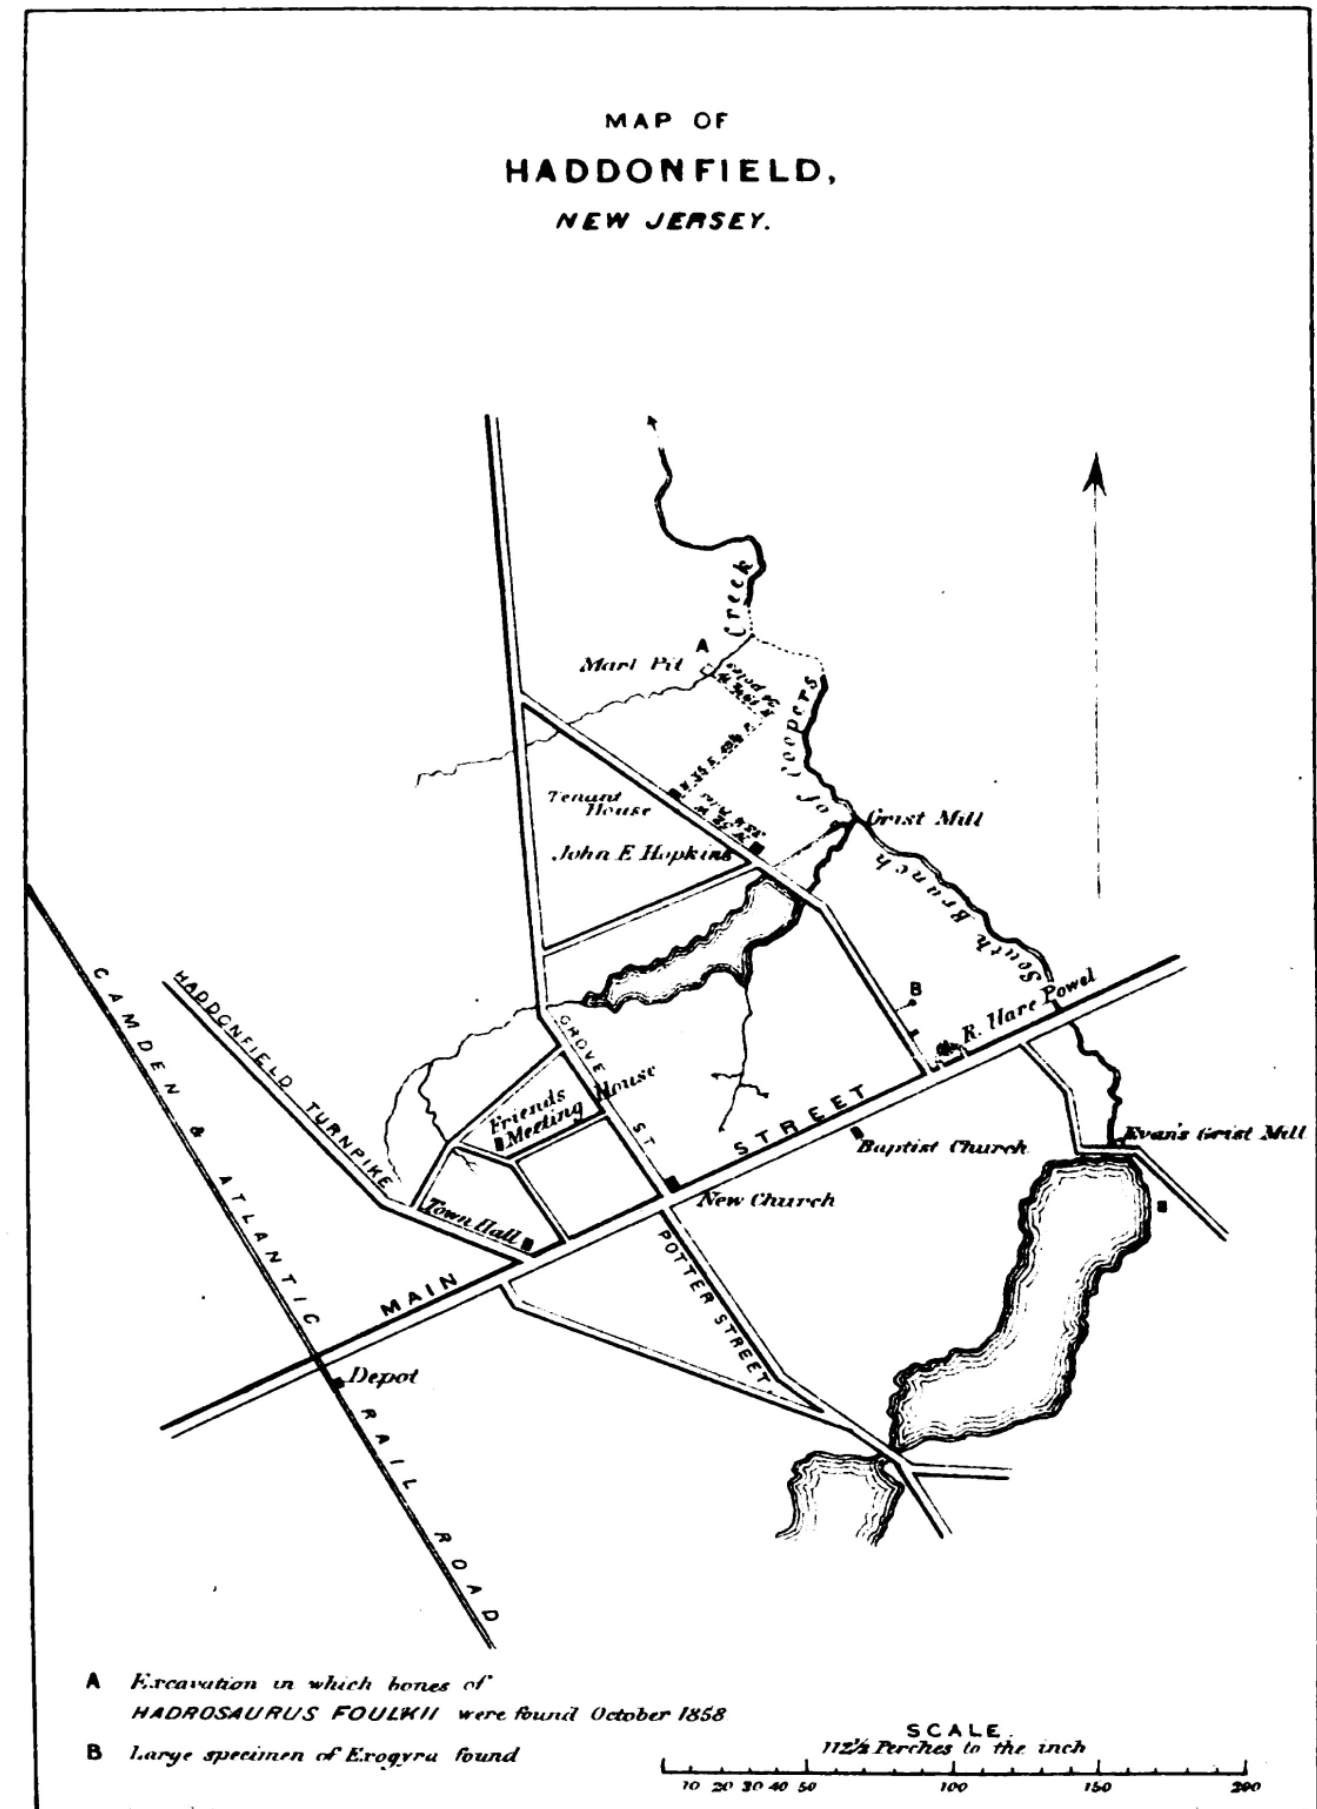 MAP OF
HADDONFIELD,
NEW JERSEY.
Creek
A
Marl Pit
of Coopers
Tenant
House
Grist Mill
John E Hopkins
South Branch
CAMDEN & ATLANTIC
HADDONFIELD TURNPIKE
B
R. Hare Powel
GROVE ST
Friends
Meeting House
STREET
Baptist Church
Evan's Grist Mill
New Church
Town Hall
MAIN
POTTER STREET
Depot
RAIL ROAD
A Excavation in which bones of
HADROSAURUS FOULKII were found October 1858
B Large specimen of Exogyra found
SCALE.
112½ Perches to the inch
10 20 30 40 50 100 150 200